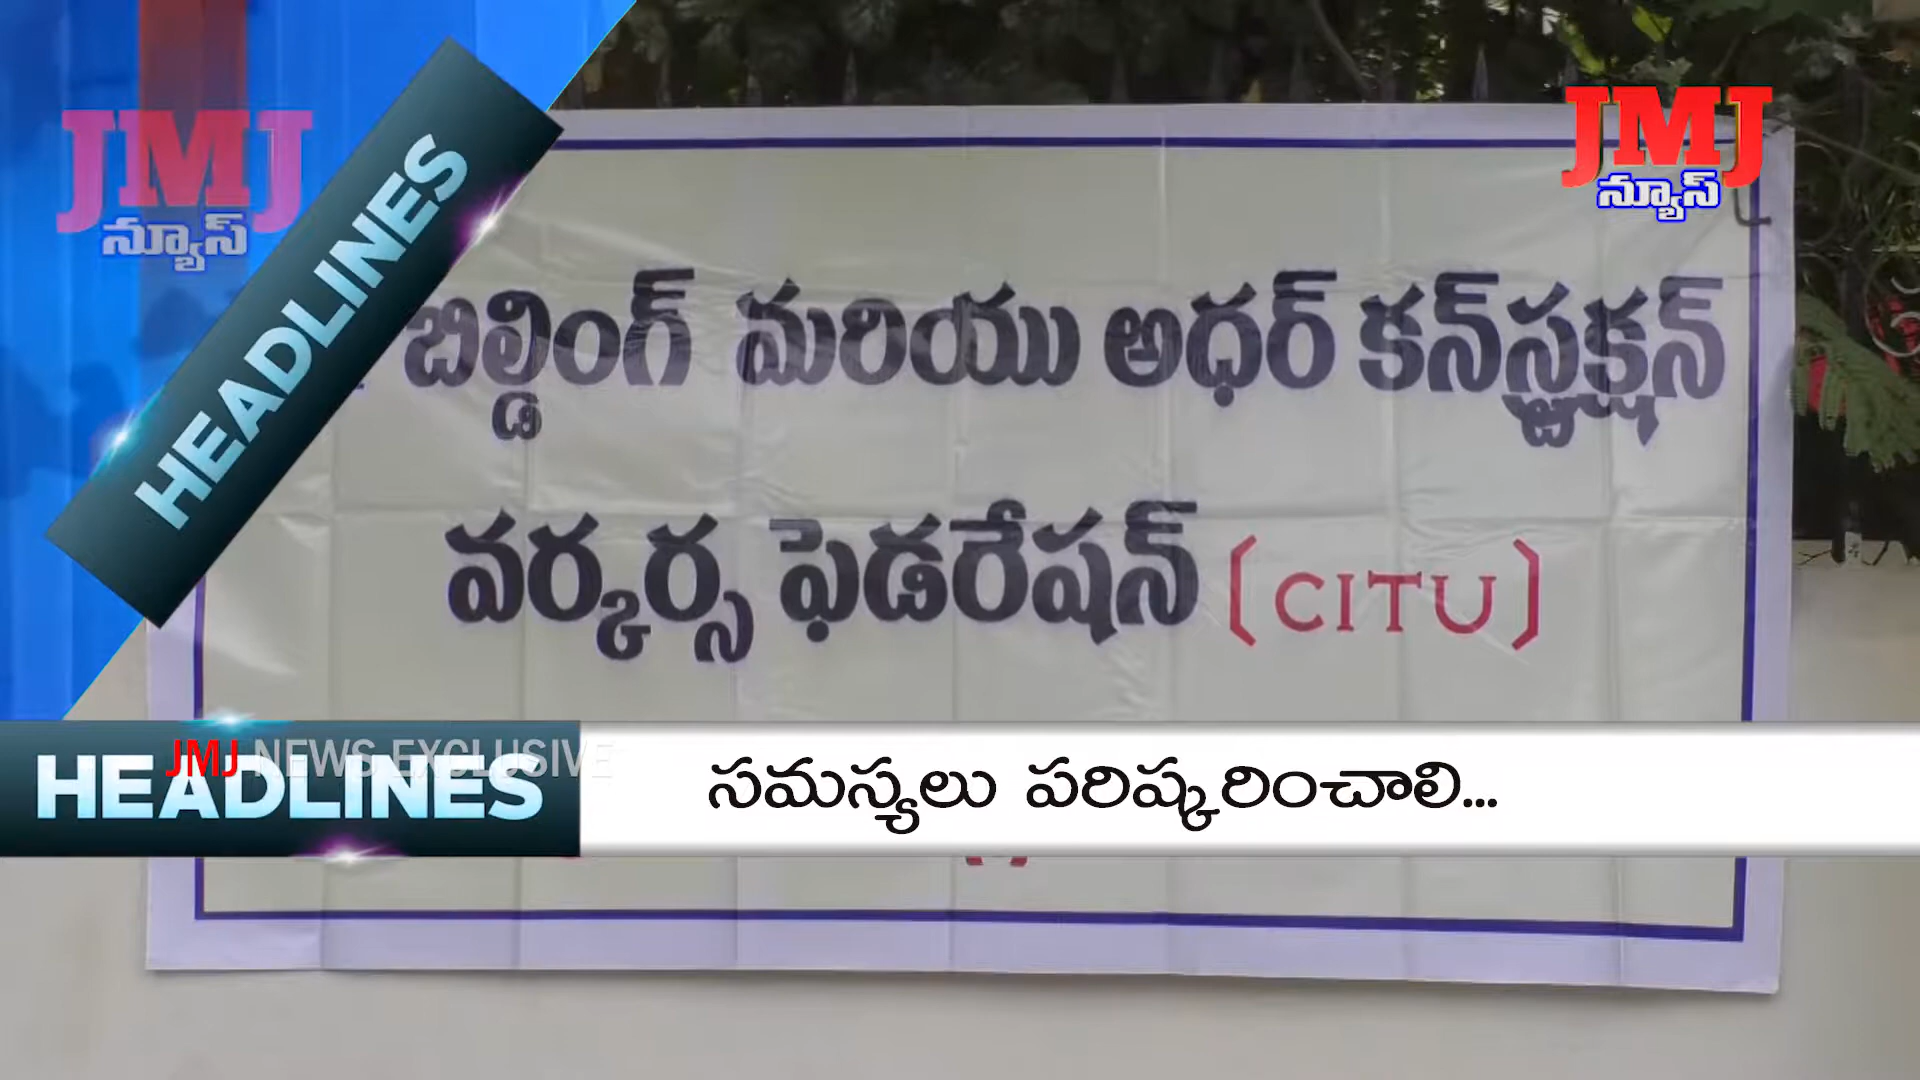 JMJ
న్యూస్
HEADLINES
JMJ
న్యూస్
బిల్డింగ్ మరియు అధర్ కన్‌స్ట్రక్షన్
వర్కర్స్ ఫెడరేషన్ (CITU)
HEADLINES
JMJ NEWS EXCLUSIVE
సమస్యలు పరిష్కరించాలి...